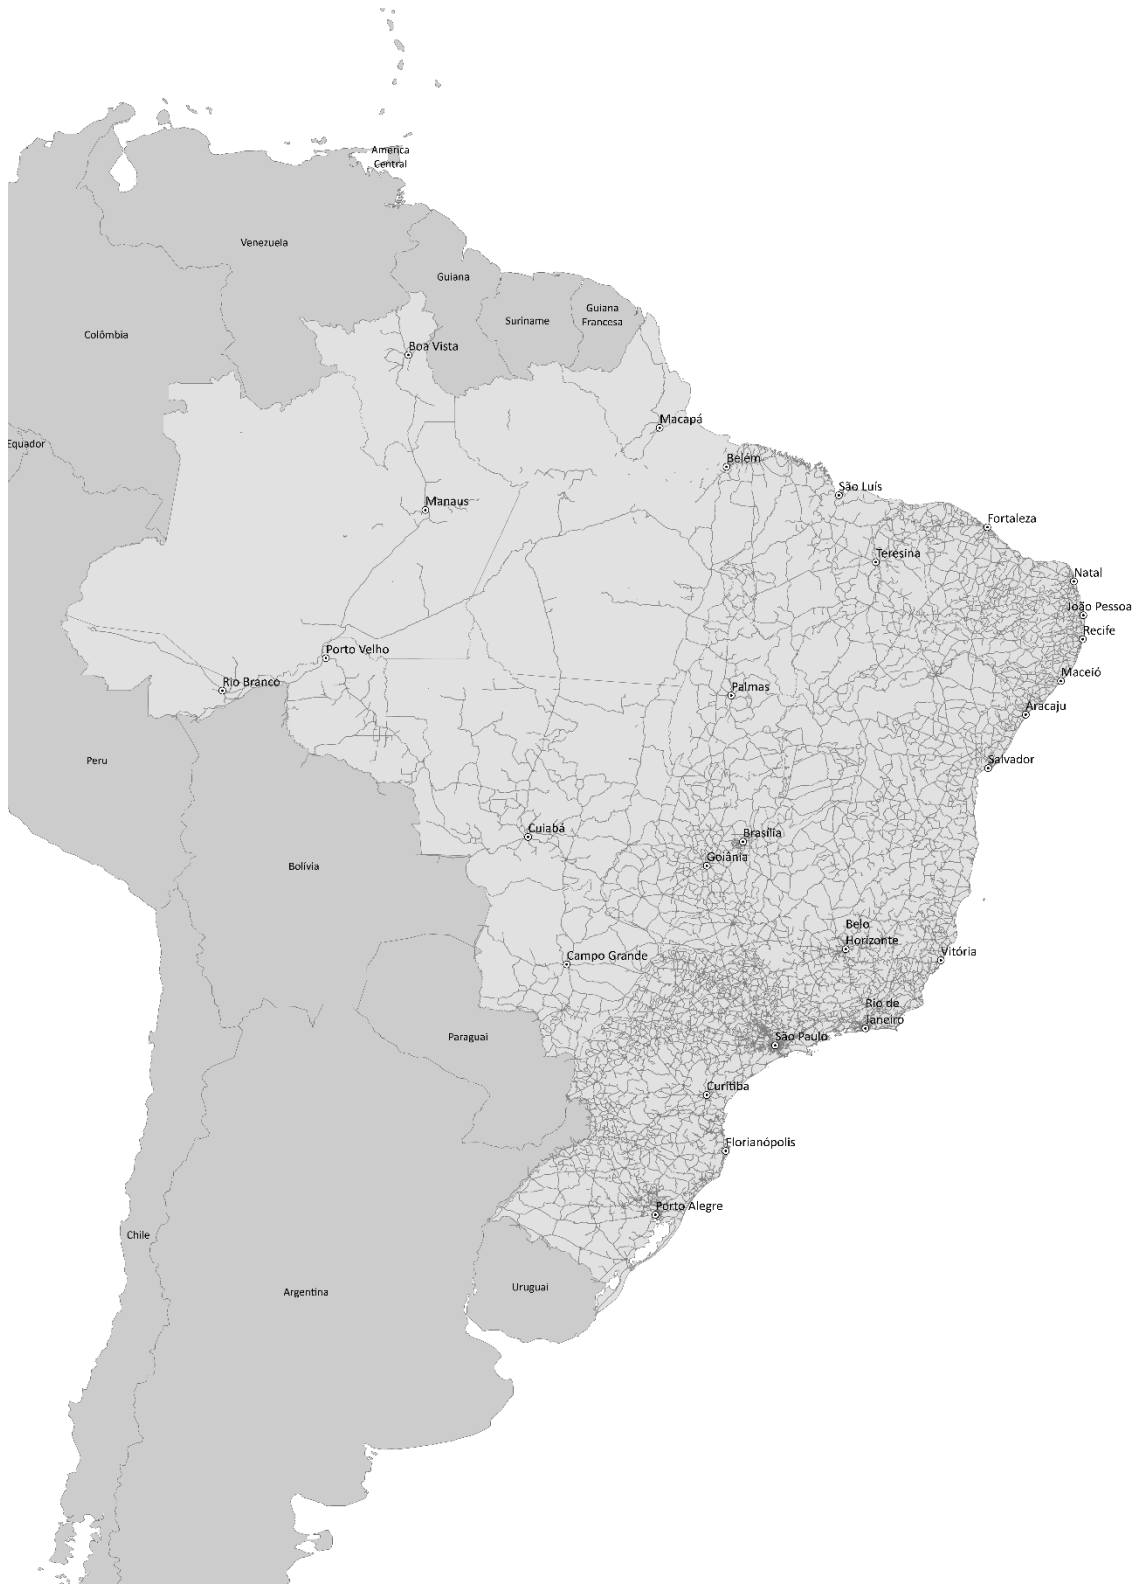 America
Central
Venezuela
Guiana
Guiana
Francesa
Suriname
Colômbia
Boa Vista
Macapá
Equador
Belém
São Luís
Manaus
Fortaleza
Teresina
Natal
João Pessoa
Recife
Porto Velho
Maceió
Rio Branco
Palmas
Aracaju
Peru
Salvador
Cuiabá
Brasília
Goiânia
Bolívia
Belo
Horizonte
Vitória
Campo Grande
Rio de
Janeiro
Paraguai
São Paulo
Curitiba
Florianópolis
Porto Alegre
Chile
Uruguai
Argentina